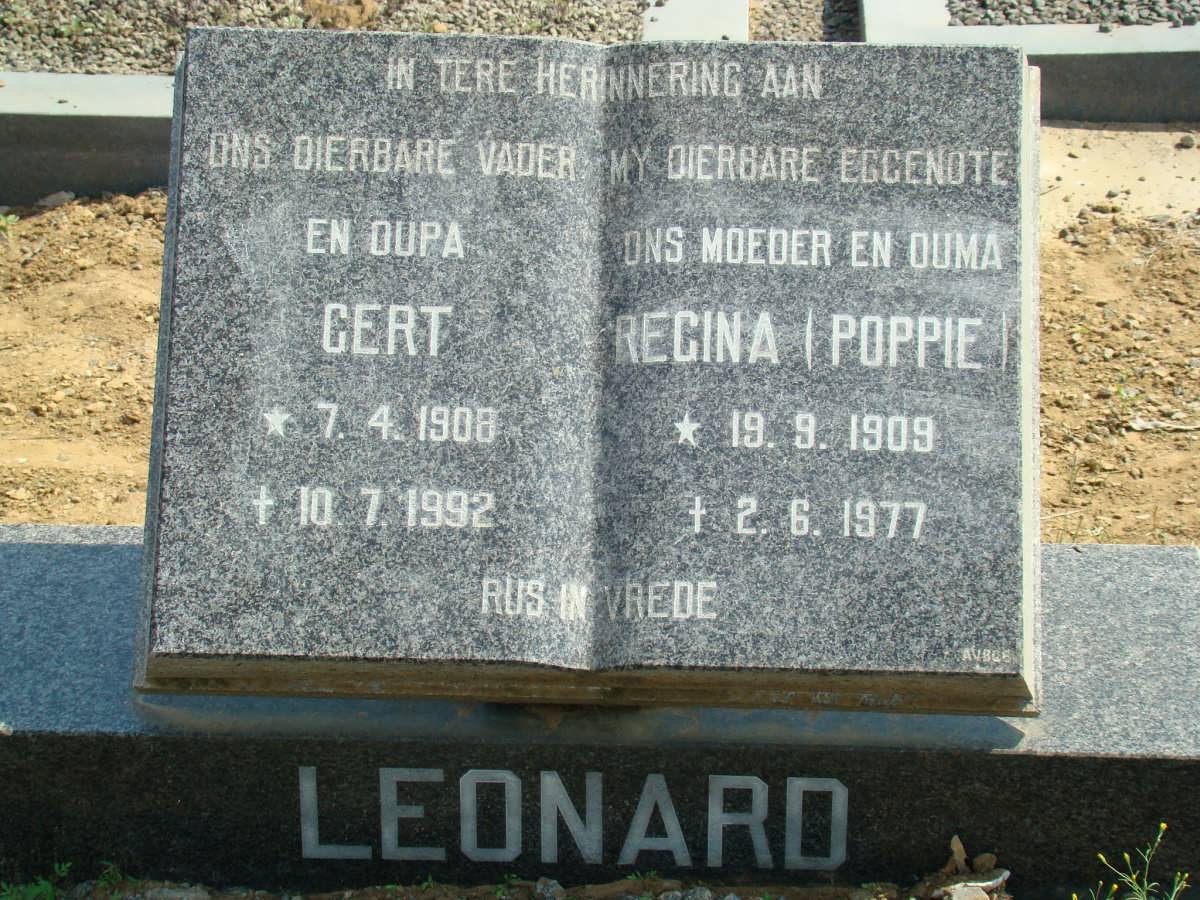 IN TERE HERINNERING AAN
ONS DIERBARE VADER
EN OUPA
GERT
★ 7. 4. 1908
† 10. 7. 1992
MY DIERBARE EGGENOTE
ONS MOEDER EN OUMA
REGINA (POPPIE)
★ 19. 9. 1909
† 2. 6. 1977
RUS IN VREDE
LEONARD